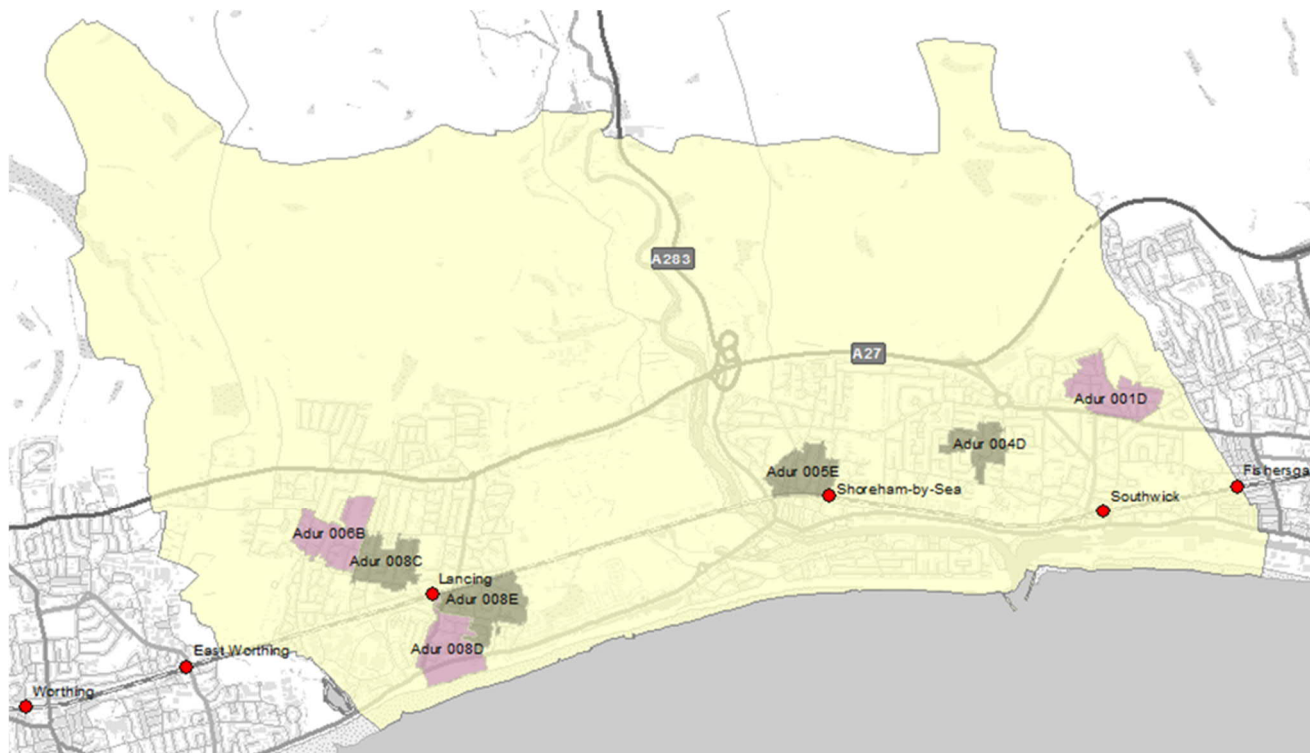 A283
A27
Adur 001D
Adur 004D
Adur 005E
Fishersga
Shoreham-by-Sea
Southwick
Adur 006B
Adur 008C
Lancing
Adur 008E
Adur 008D
East Worthing
Worthing